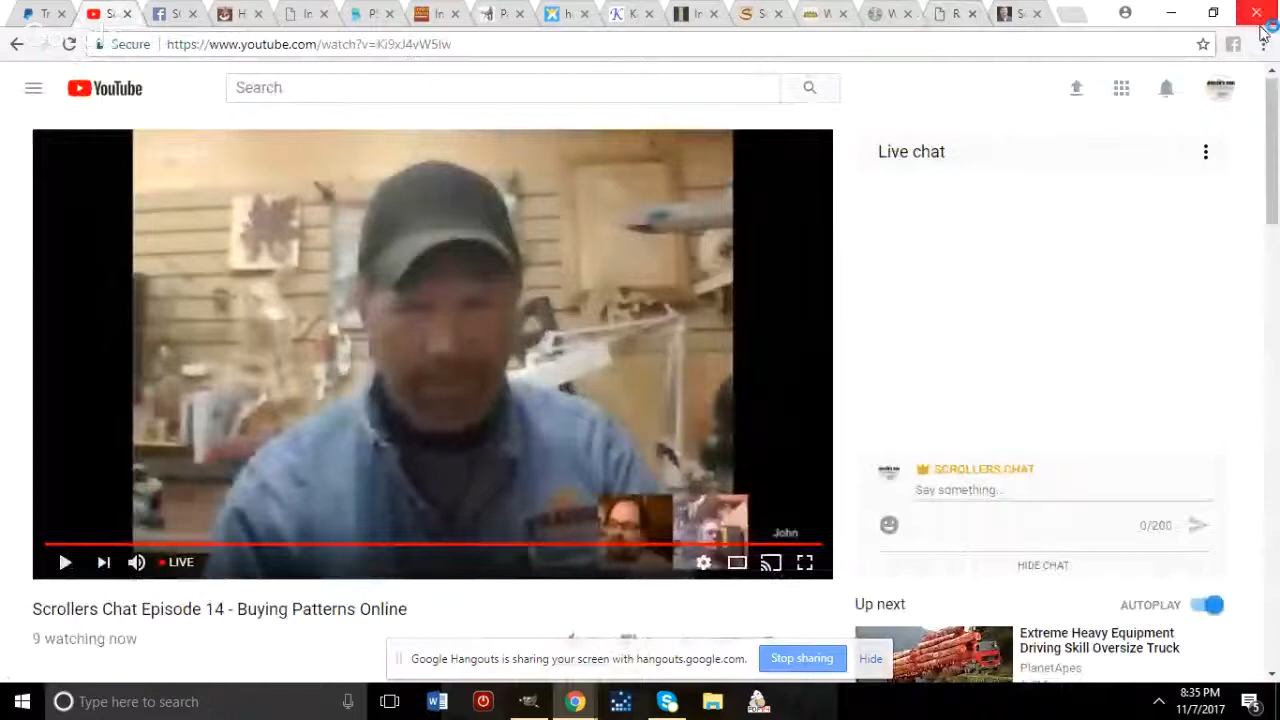 Secure https://www.youtube.com/watch?v=Ki9xJ4vW5Iw
YouTube
Search
Live chat
SCROLLERS CHAT
Say something...
0/200
HIDE CHAT
John
LIVE
Scrollers Chat Episode 14 - Buying Patterns Online
9 watching now
Up next
AUTOPLAY
Extreme Heavy Equipment
Driving Skill Oversize Truck
PlanetApes
Google Hangouts is sharing your screen with hangouts.google.com.
Stop sharing
Hide
Type here to search
8:35 PM
11/7/2017
5